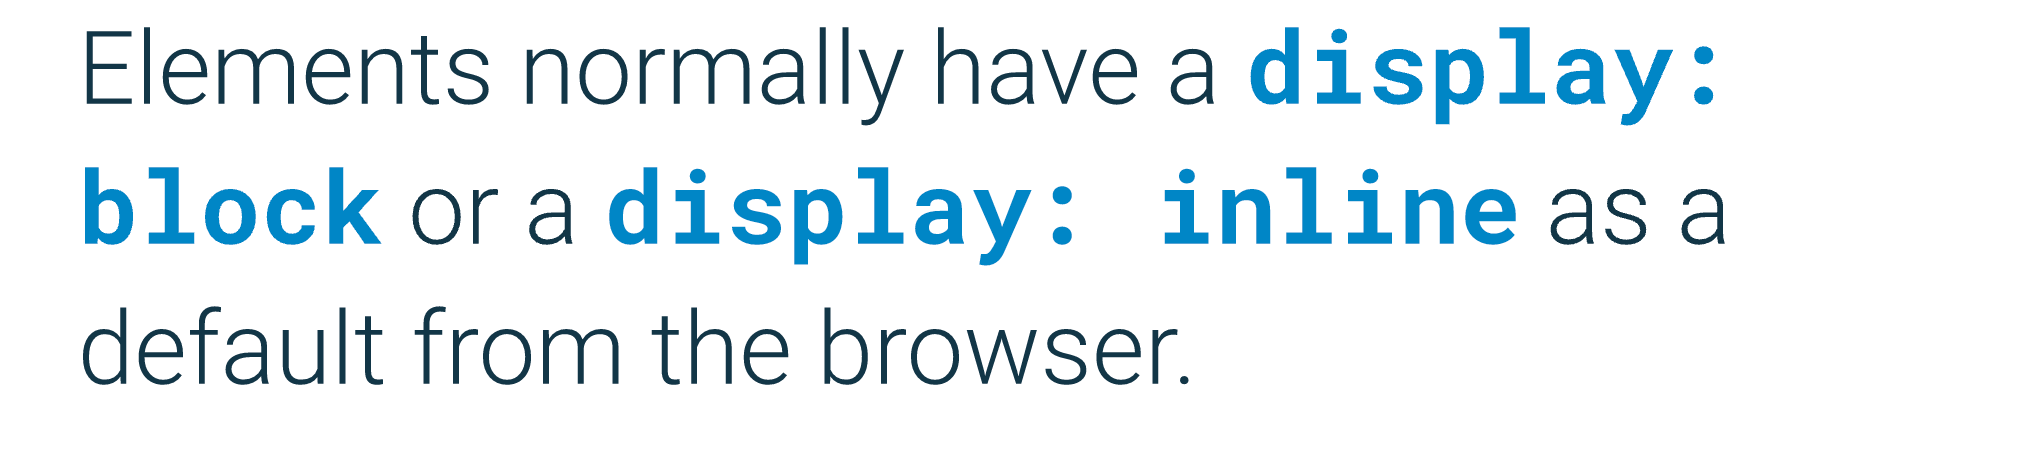 Elements normally have a display:
block or a display: inline as a
default from the browser.